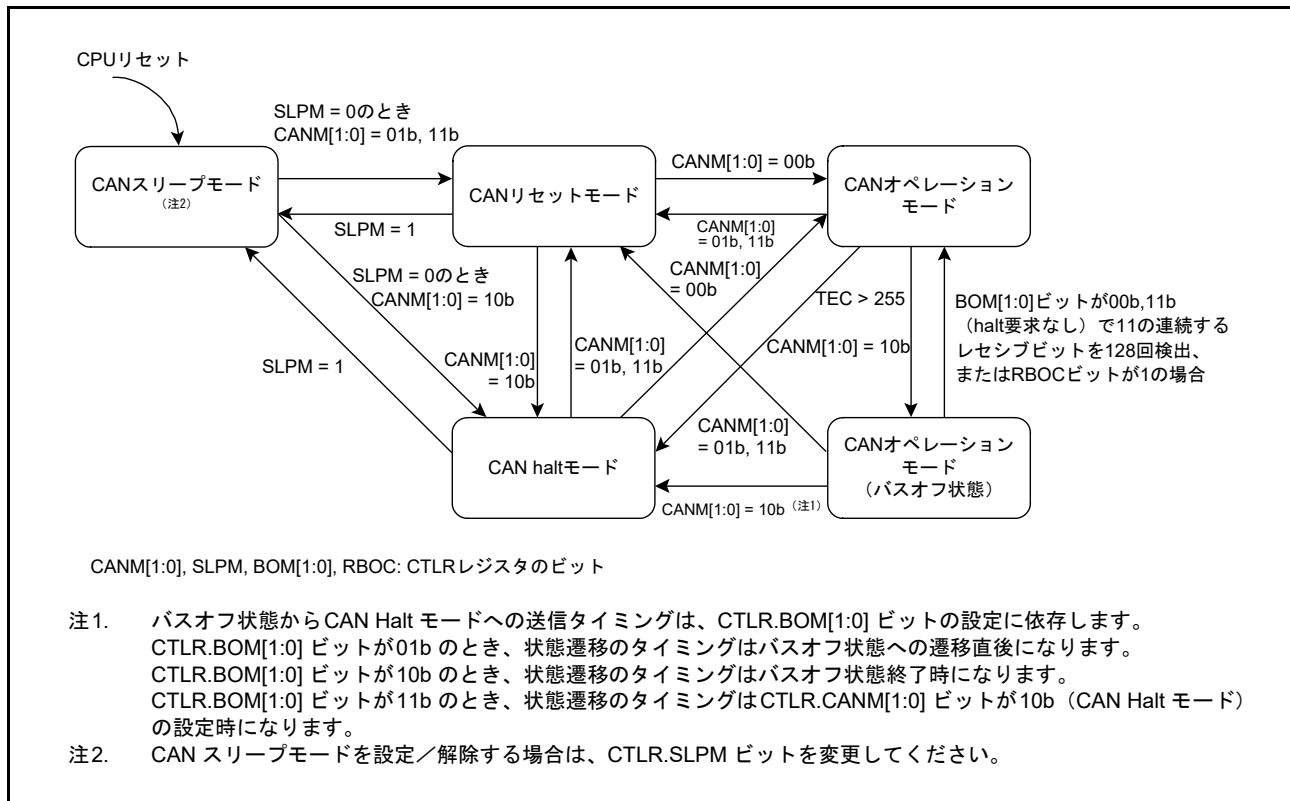 CPUリセット
SLPM = 0のとき
CANM[1:0] = 01b, 11b
CANスリープモード
（注2）
CANリセットモード
CANM[1:0] = 00b
CANオペレーション
モード
SLPM = 1
CANM[1:0]
= 01b, 11b
SLPM = 0のとき
CANM[1:0] = 10b
CANM[1:0]
= 00b
TEC > 255
BOM[1:0]ビットが00b,11b
（halt要求なし）で11の連続する
レセシブビットを128回検出、
またはRBOCビットが1の場合
SLPM = 1
CANM[1:0]
= 10b
CANM[1:0]
= 01b, 11b
CANM[1:0] = 10b
CAN haltモード
CANM[1:0]
= 01b, 11b
CANオペレーション
モード
（バスオフ状態）
CANM[1:0] = 10b（注1）
CANM[1:0], SLPM, BOM[1:0], RBOC: CTLRレジスタのビット
注1. バスオフ状態からCAN Halt モードへの送信タイミングは、CTLR.BOM[1:0] ビットの設定に依存します。
CTLR.BOM[1:0] ビットが01b のとき、状態遷移のタイミングはバスオフ状態への遷移直後になります。
CTLR.BOM[1:0] ビットが10b のとき、状態遷移のタイミングはバスオフ状態終了時になります。
CTLR.BOM[1:0] ビットが11b のとき、状態遷移のタイミングはCTLR.CANM[1:0] ビットが10b（CAN Halt モード）
の設定時になります。
注2. CAN スリープモードを設定／解除する場合は、CTLR.SLPM ビットを変更してください。